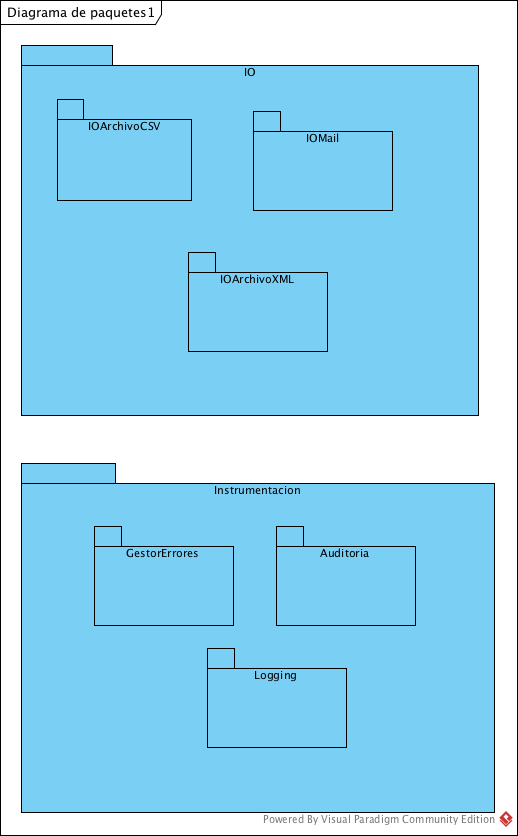 Diagrama de paquetes1
IO
IOArchivoCSV
IOMail
IOArchivoXML
Instrumentacion
GestorErrores
Auditoria
Logging
Powered By Visual Paradigm Community Edition